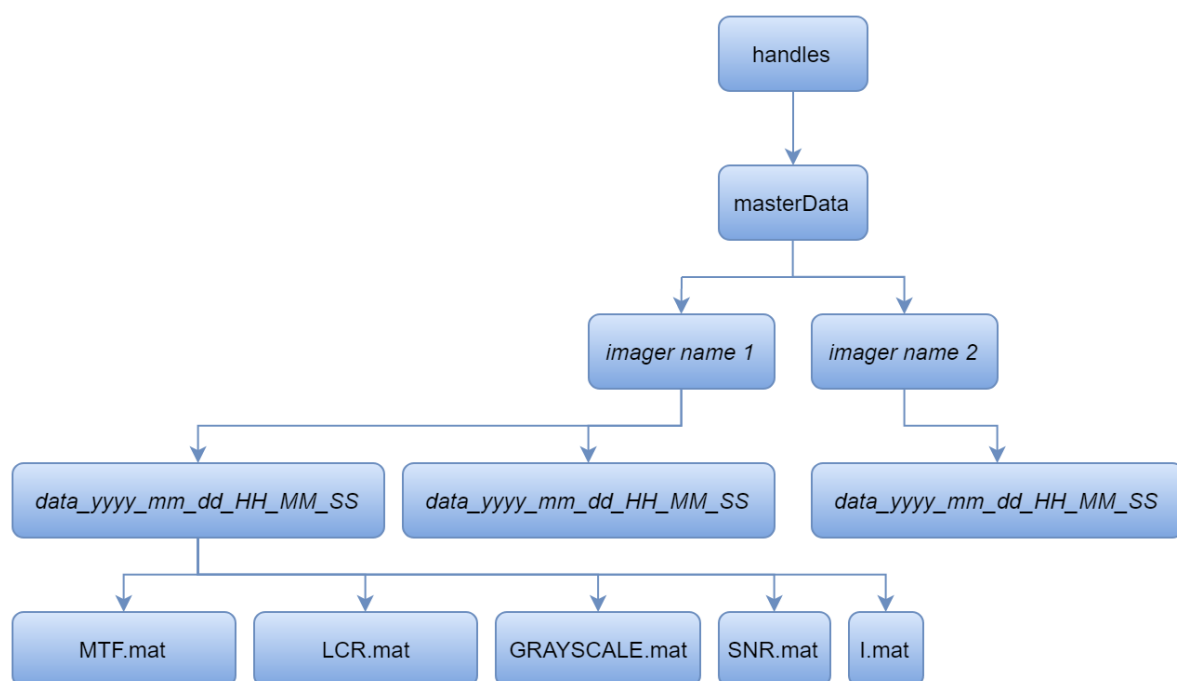 handles
masterData
imager name 1
imager name 2
data_yyyy_mm_dd_HH_MM_SS
data_yyyy_mm_dd_HH_MM_SS
data_yyyy_mm_dd_HH_MM_SS
MTF.mat
LCR.mat
GRAYSCALE.mat
SNR.mat
I.mat